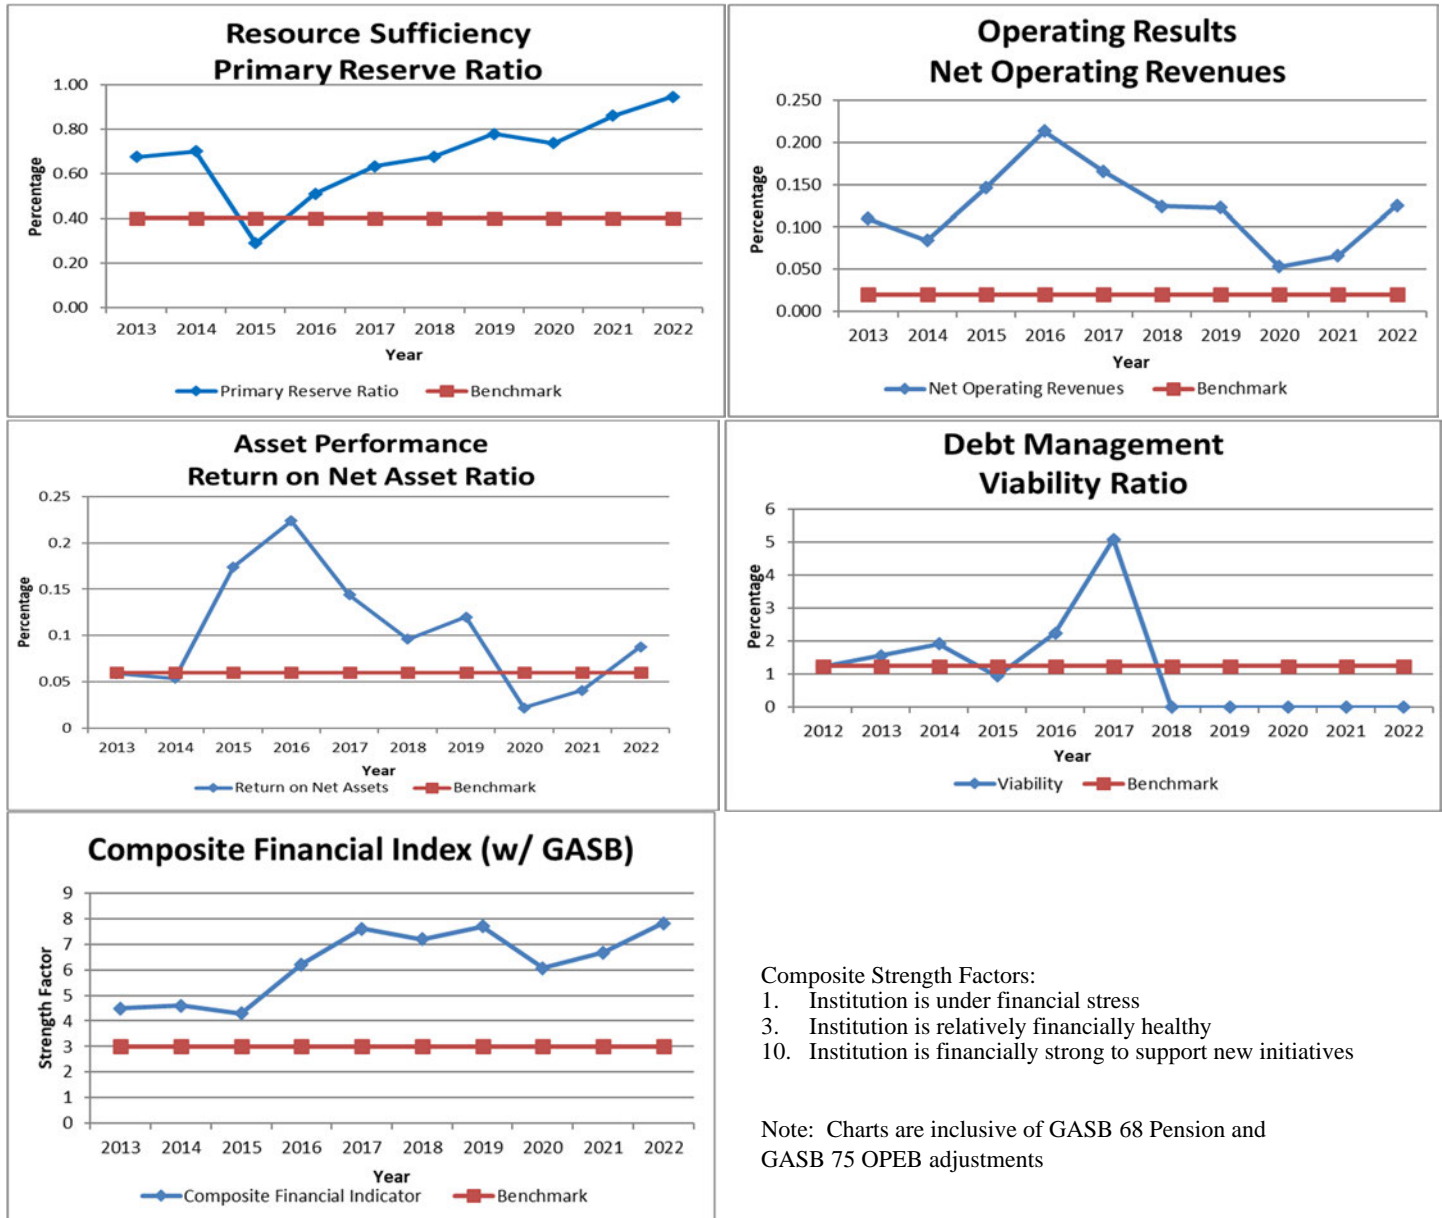 Resource Sufficiency
Primary Reserve Ratio
1.00
0.80
0.60
0.40
0.20
0.00
Percentage
2013 2014 2015 2016 2017 2018 2019 2020 2021 2022
Year
Primary Reserve Ratio Benchmark
Operating Results
Net Operating Revenues
0.250
0.200
0.150
0.100
0.050
0.000
Percentage
2013 2014 2015 2016 2017 2018 2019 2020 2021 2022
Year
Net Operating Revenues Benchmark
Asset Performance
Return on Net Asset Ratio
0.25
0.2
0.15
0.1
0.05
0
Percentage
2013 2014 2015 2016 2017 2018 2019 2020 2021 2022
Year
Return on Net Assets Benchmark
Debt Management
Viability Ratio
6
5
4
3
2
1
0
Percentage
2012 2013 2014 2015 2016 2017 2018 2019 2020 2021 2022
Year
Viability Benchmark
Composite Financial Index (w/ GASB)
9
8
7
6
5
4
3
2
1
0
Strength Factor
2013 2014 2015 2016 2017 2018 2019 2020 2021 2022
Year
Composite Financial Indicator Benchmark
Composite Strength Factors:
1. Institution is under financial stress
3. Institution is relatively financially healthy
10. Institution is financially strong to support new initiatives
Note: Charts are inclusive of GASB 68 Pension and
GASB 75 OPEB adjustments